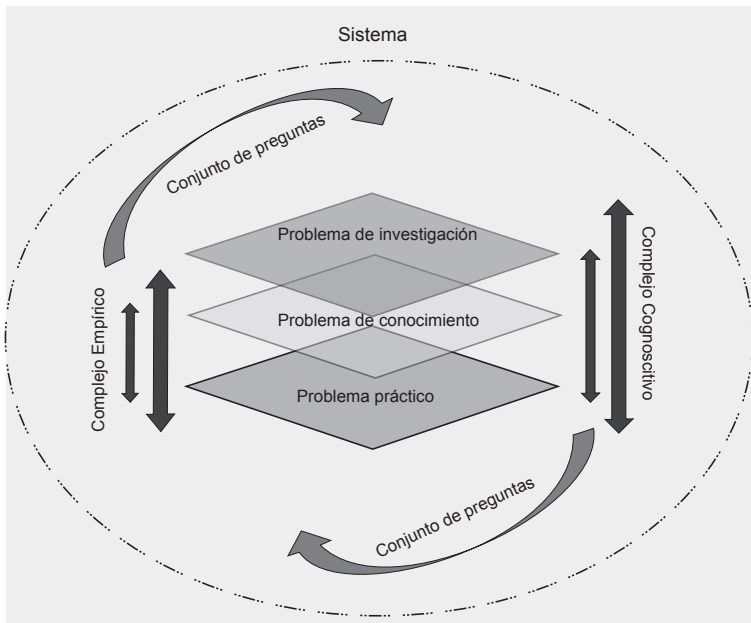 Sistema
Conjunto de preguntas
Problema de investigación
Problema de conocimiento
Problema práctico
Complejo Empírico
Complejo Cognoscitivo
Conjunto de preguntas